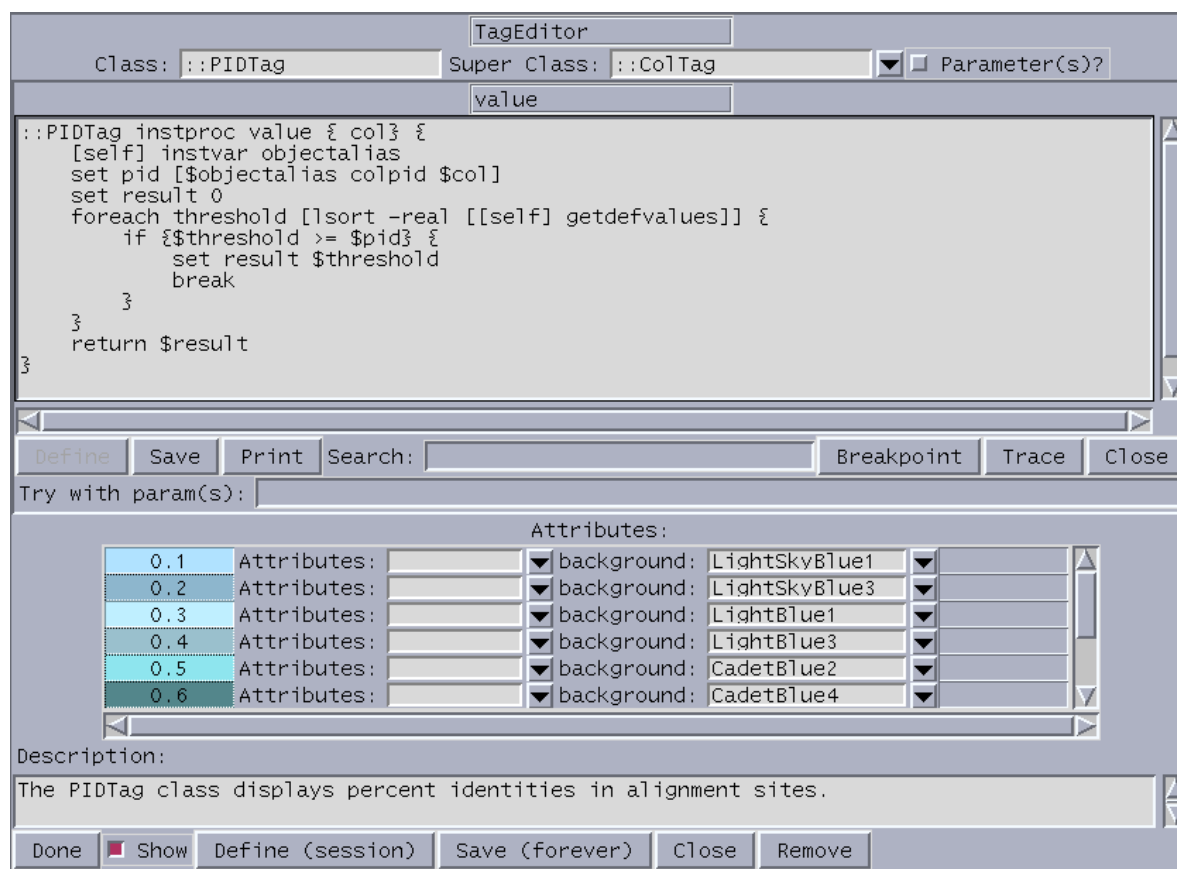 TagEditor
Class: ::PIDTag Super Class: ::ColTag Parameter(s)?
value
::PIDTag instproc value { col} {
    [self] instvar objectalias
    set pid [$objectalias colpid $col]
    set result 0
    foreach threshold [lsort -real [[self] getdefvalues]] {
        if {$threshold >= $pid} {
            set result $threshold
            break
        }
    }
    return $result
}
Define Save Print Search: Breakpoint Trace Close
Try with param(s):
Attributes:
0.1 Attributes: background: LightSkyBlue1
0.2 Attributes: background: LightSkyBlue3
0.3 Attributes: background: LightBlue1
0.4 Attributes: background: LightBlue3
0.5 Attributes: background: CadetBlue2
0.6 Attributes: background: CadetBlue4
Description:
The PIDTag class displays percent identities in alignment sites.
Done Show Define (session) Save (forever) Close Remove